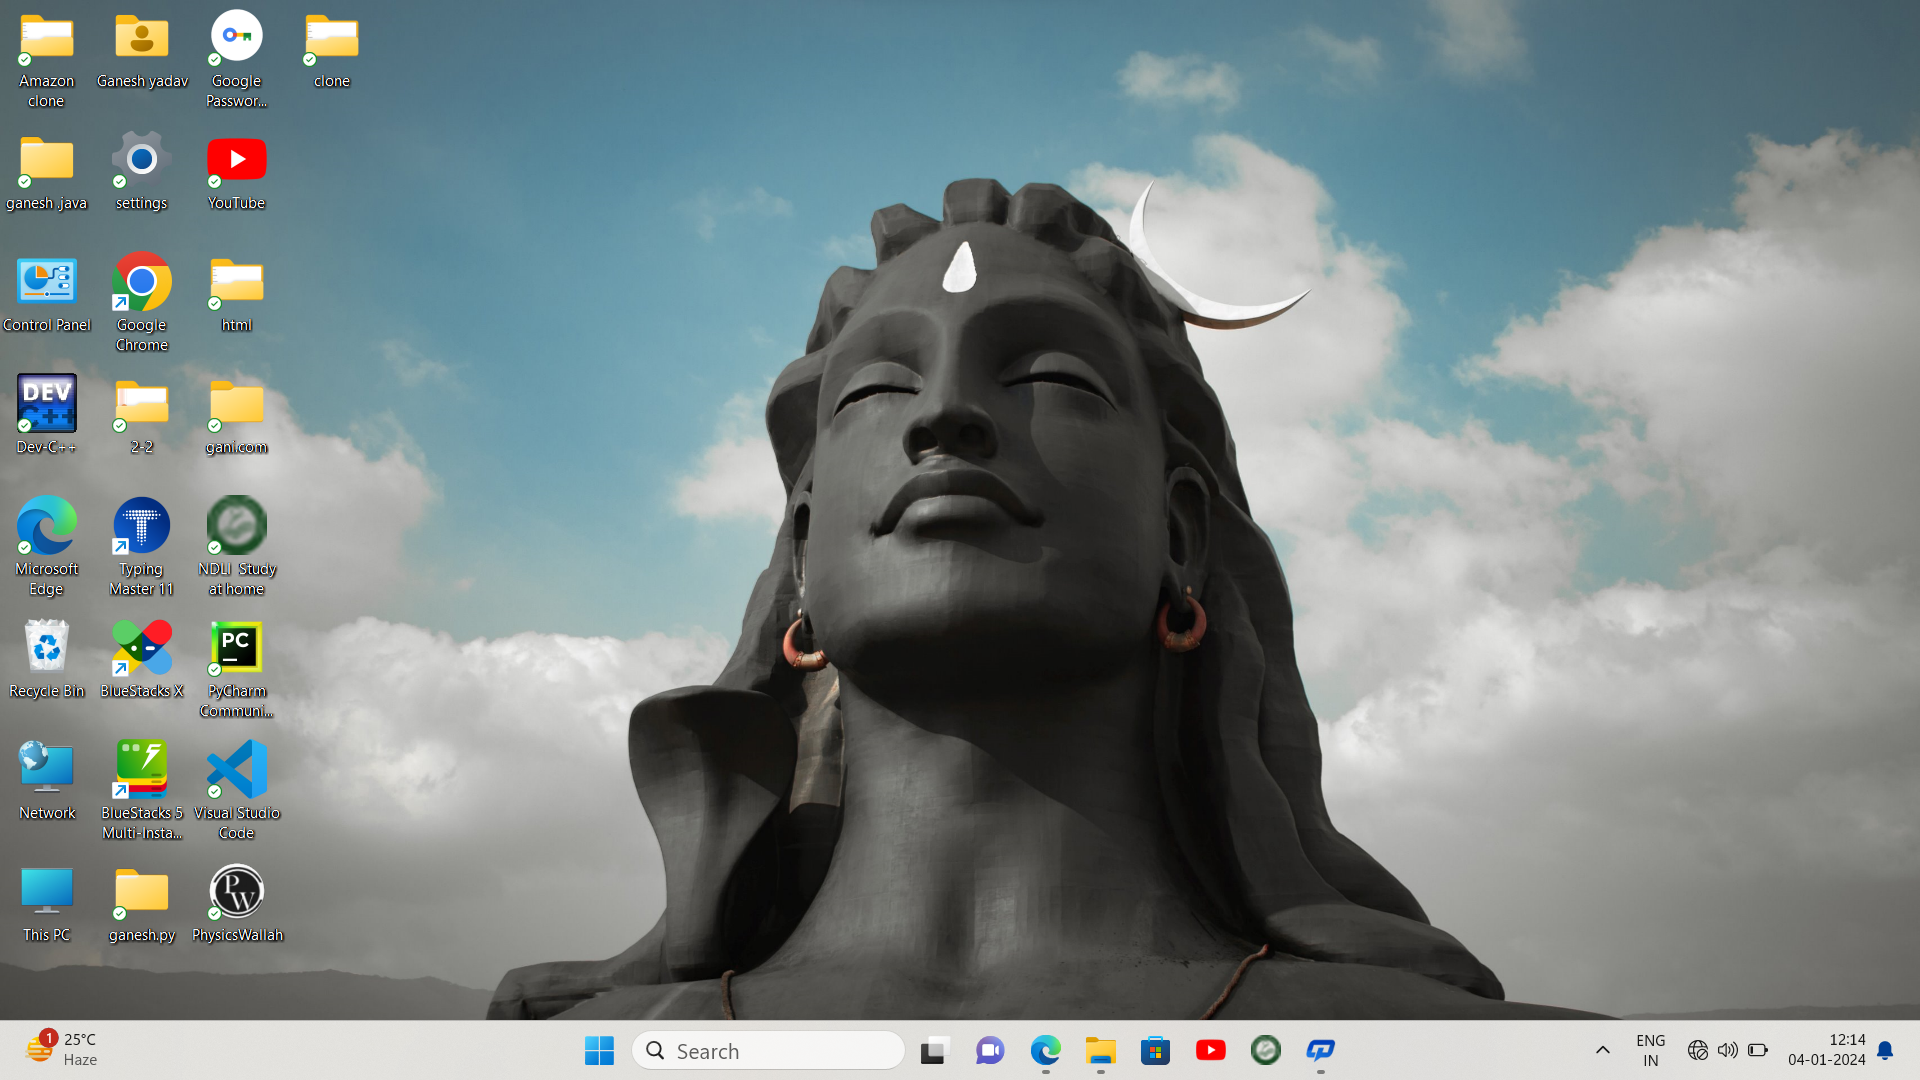 Amazon
clone
Ganesh yadav
Google
Passwor...
clone
ganesh .java
settings
YouTube
Control Panel
Google
Chrome
html
DEV
C++
Dev-C++
2-2
gani.com
Microsoft
Edge
T
Typing
Master 11
NDLI Study
at home
Recycle Bin
BlueStacks X
PC
PyCharm
Communi...
Network
BlueStacks 5
Multi-Insta...
Visual Studio
Code
This PC
ganesh.py
PW
PhysicsWallah
1
25°C
Haze
Search
ENG
IN
12:14
04-01-2024